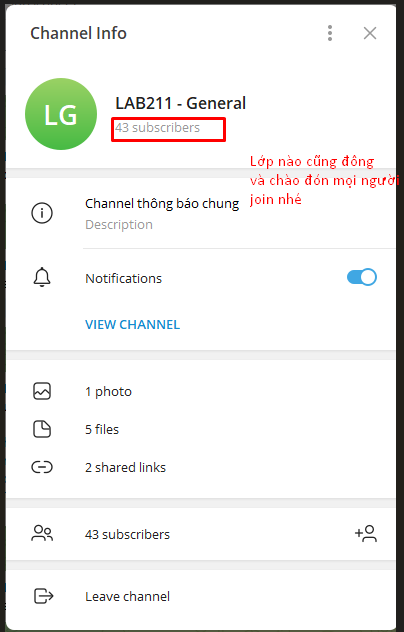 Channel Info
LG
LAB211 - General
43 subscribers
Lớp nào cũng đông
và chào đón mọi người
join nhé
Channel thông báo chung
Description
Notifications
VIEW CHANNEL
1 photo
5 files
2 shared links
43 subscribers
Leave channel